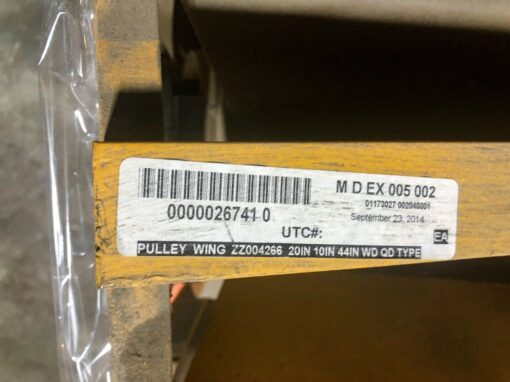 M D EX 005 002
01173027 002040001
0000026741 0
September 23, 2014
UTC#:
EA
PULLEY WING ZZ004266 20IN 10IN 44IN WD QD TYPE